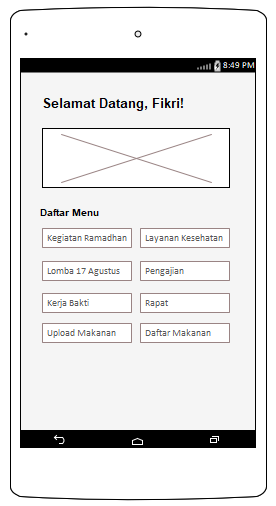 8:49 PM
Selamat Datang, Fikri!
Daftar Menu
Kegiatan Ramadhan
Layanan Kesehatan
Lomba 17 Agustus
Pengajian
Kerja Bakti
Rapat
Upload Makanan
Daftar Makanan